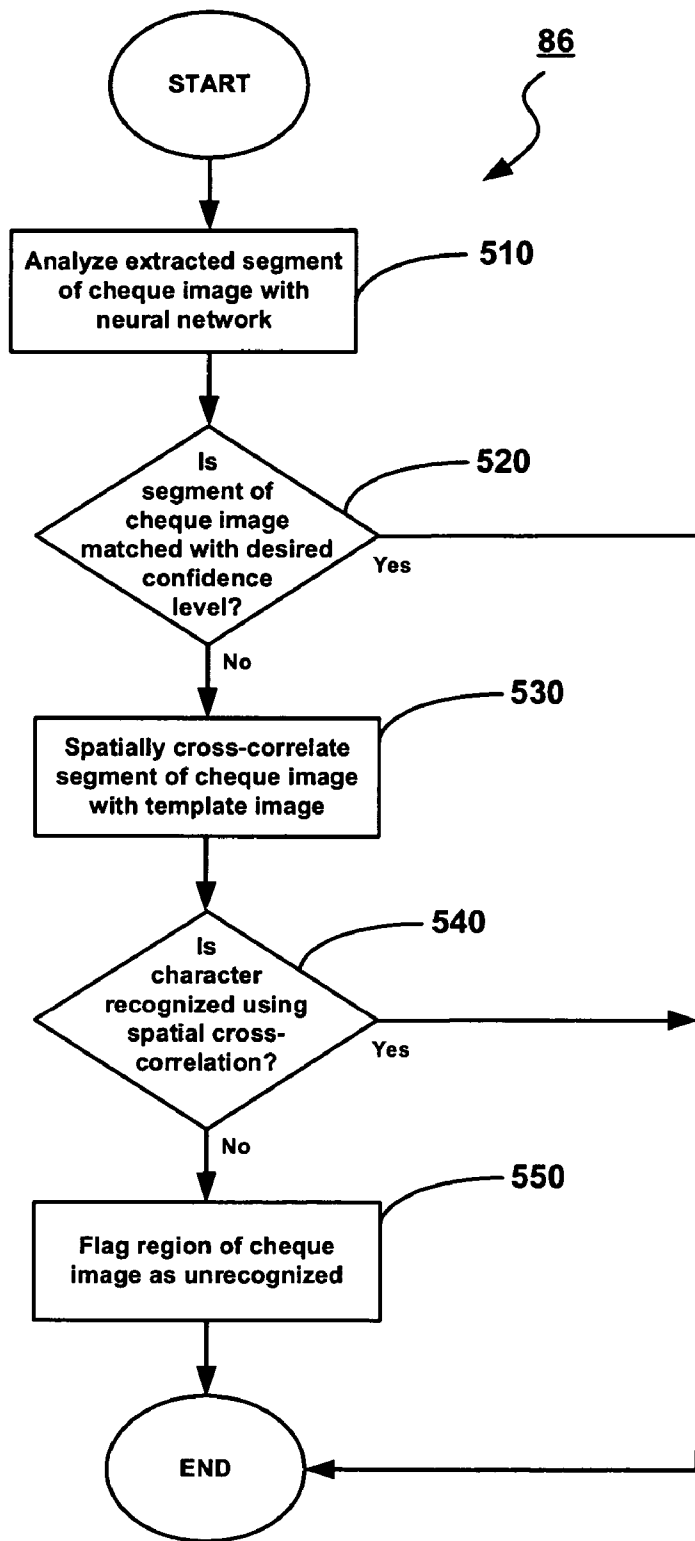 START
86
Analyze extracted segment
of cheque image with
neural network
510
Is
segment of
cheque image
matched with desired
confidence
level?
520
Yes
No
Spatially cross-correlate
segment of cheque image
with template image
530
Is
character
recognized using
spatial cross-
correlation?
540
Yes
No
Flag region of cheque
image as unrecognized
550
END